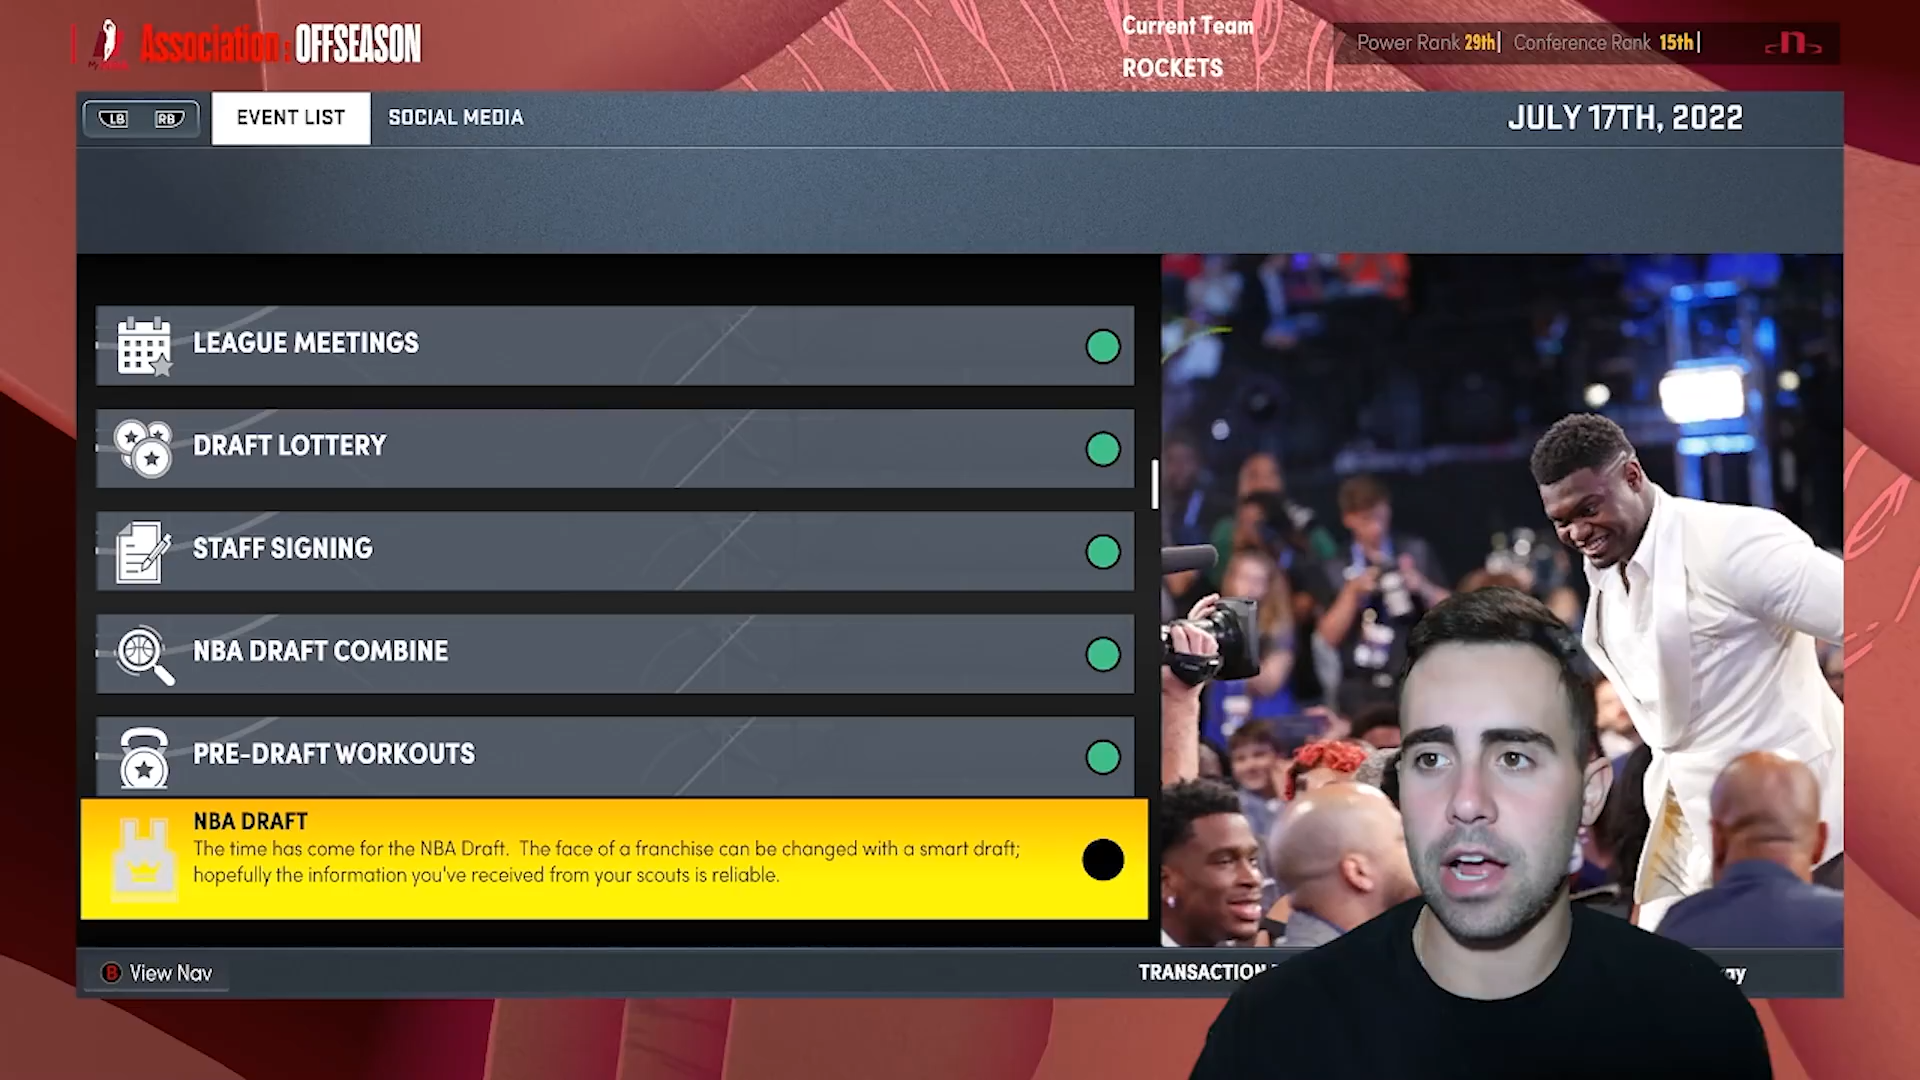 Association: OFFSEASON
Current Team
ROCKETS
Power Rank 29th| Conference Rank 15th|
LB RB
EVENT LIST
SOCIAL MEDIA
JULY 17TH, 2022
LEAGUE MEETINGS
DRAFT LOTTERY
STAFF SIGNING
NBA DRAFT COMBINE
PRE-DRAFT WORKOUTS
NBA DRAFT
The time has come for the NBA Draft. The face of a franchise can be changed with a smart draft;
hopefully the information you've received from your scouts is reliable.
B View Nav
TRANSACTION